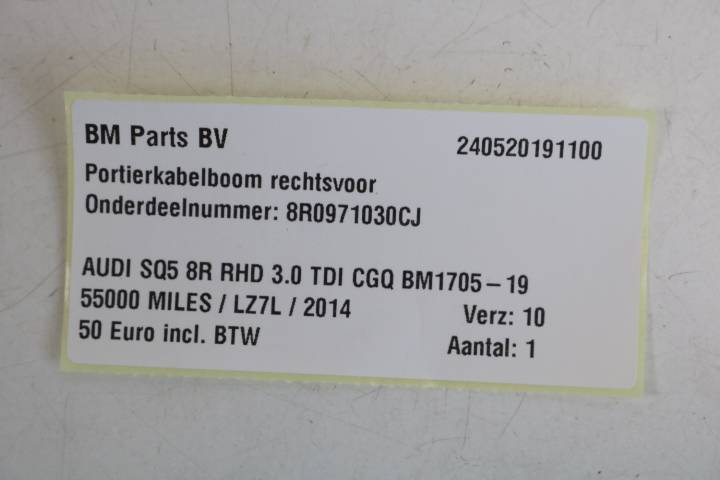 BM Parts BV 240520191100
Portierkabelboom rechtsvoor
Onderdeelnummer: 8R0971030CJ
AUDI SQ5 8R RHD 3.0 TDI CGQ BM1705-19
55000 MILES / LZ7L / 2014 Verz: 10
50 Euro incl. BTW Aantal: 1